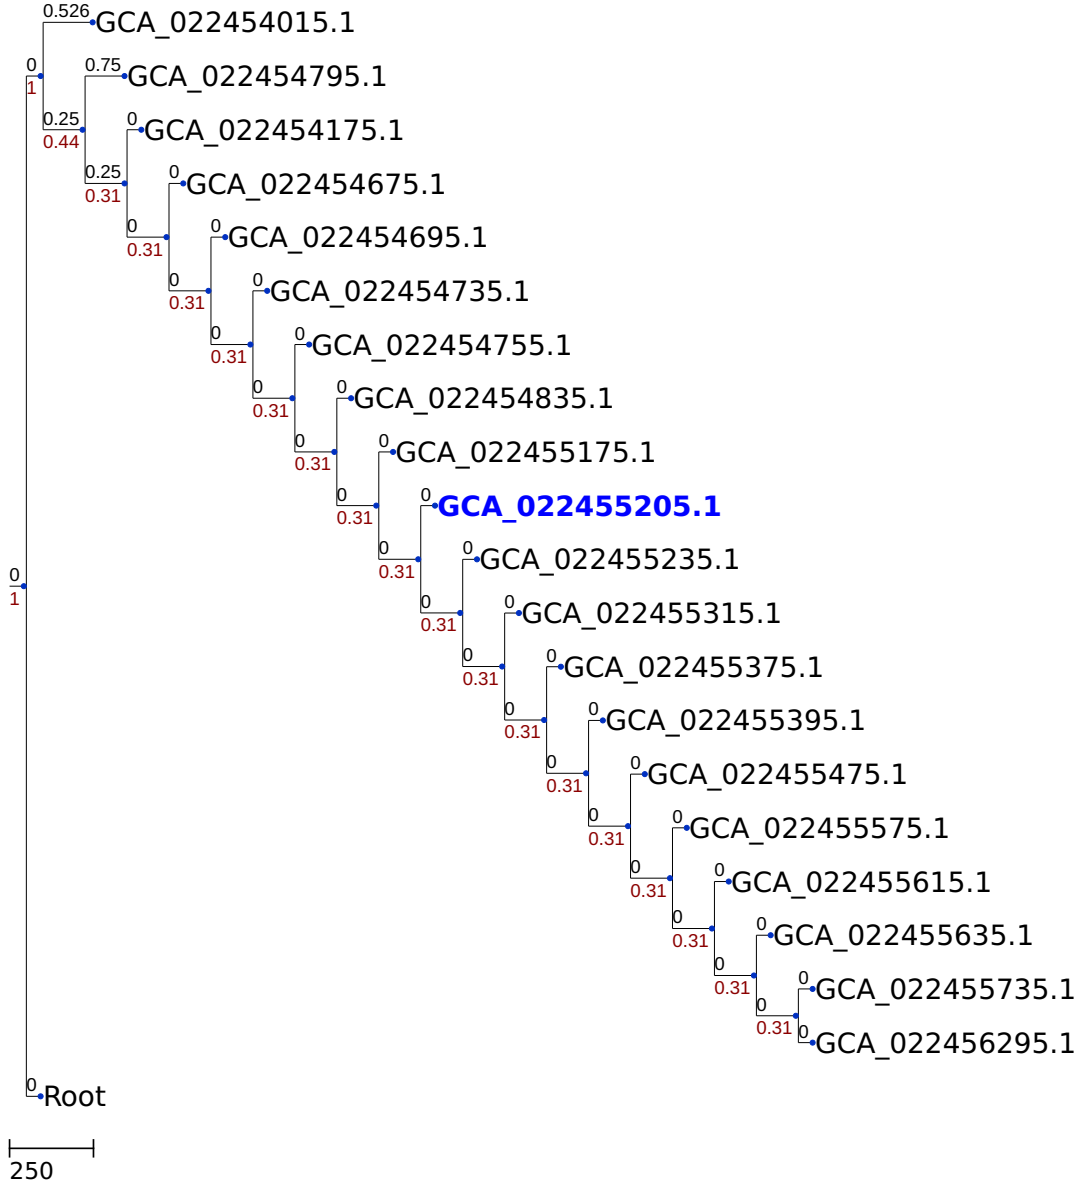 0.526
GCA_022454015.1
0
1
0.75
GCA_022454795.1
0.25
0.44
0
GCA_022454175.1
0.25
0.31
0
GCA_022454675.1
0
0.31
0
GCA_022454695.1
0
0.31
0
GCA_022454735.1
0
0.31
0
GCA_022454755.1
0
0.31
0
GCA_022454835.1
0
0.31
0
GCA_022455175.1
0
0.31
0
GCA_022455205.1
0
0.31
0
GCA_022455235.1
0
1
0
0.31
0
GCA_022455315.1
0
0.31
0
GCA_022455375.1
0
0.31
0
GCA_022455395.1
0
0.31
0
GCA_022455475.1
0
0.31
0
GCA_022455575.1
0
0.31
0
GCA_022455615.1
0
0.31
0
GCA_022455635.1
0
0.31
0
GCA_022455735.1
0
0.31
0
GCA_022456295.1
0
Root
250